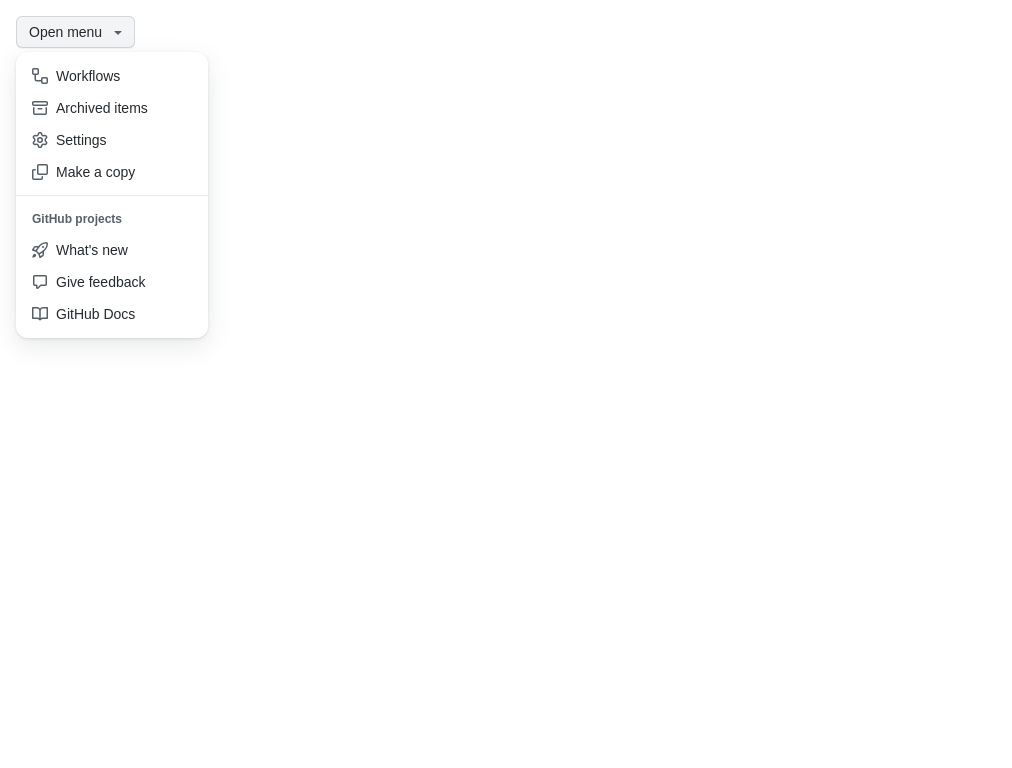 Open menu
Workflows
Archived items
Settings
Make a copy
GitHub projects
What's new
Give feedback
GitHub Docs